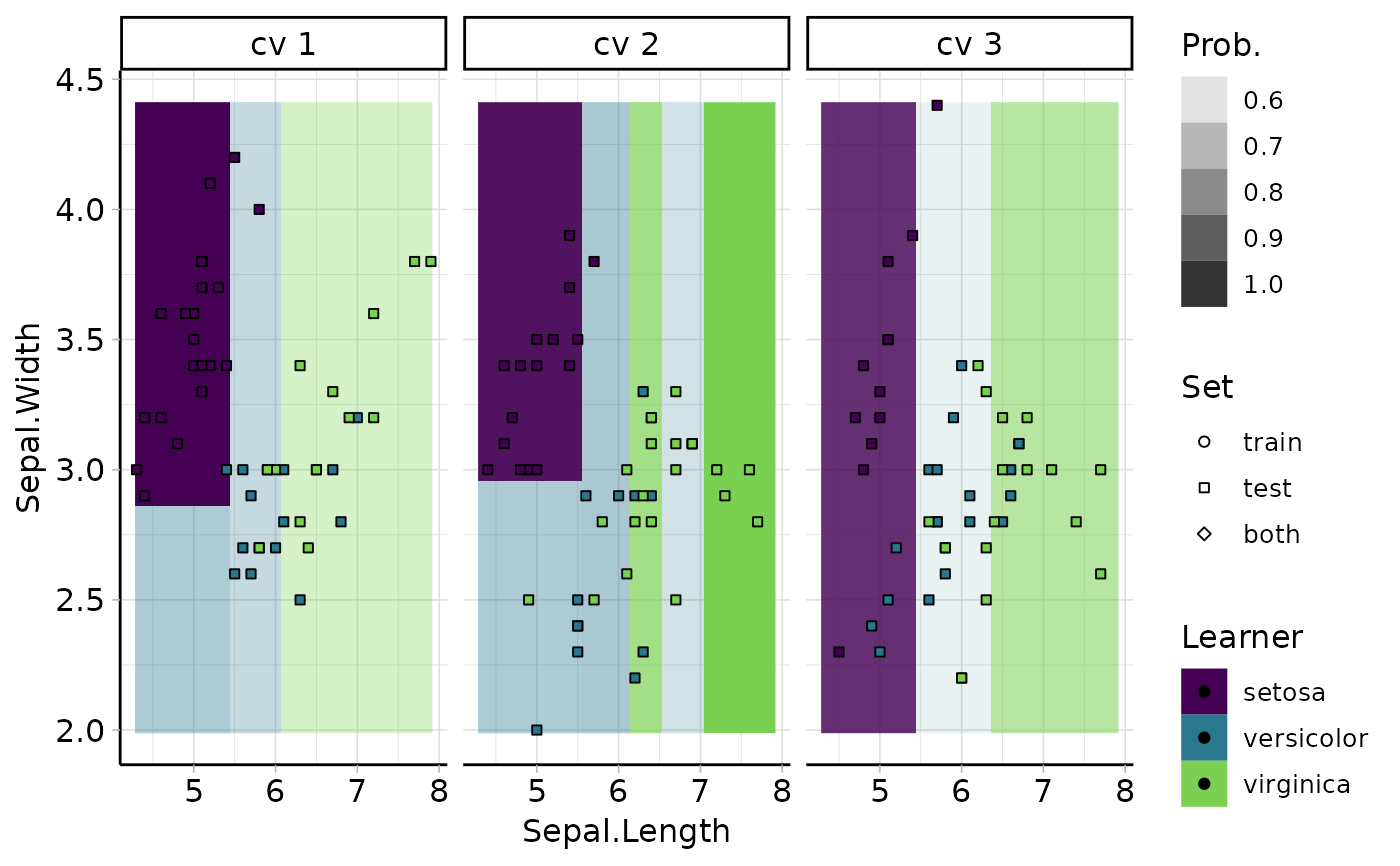 cv 1
cv 2
cv 3
4.5
4.0
3.5
3.0
2.5
2.0
Sepal.Width
5 6 7 8
5 6 7 8
5 6 7 8
Sepal.Length
Prob.
0.6
0.7
0.8
0.9
1.0
Set
train
test
both
Learner
setosa
versicolor
virginica